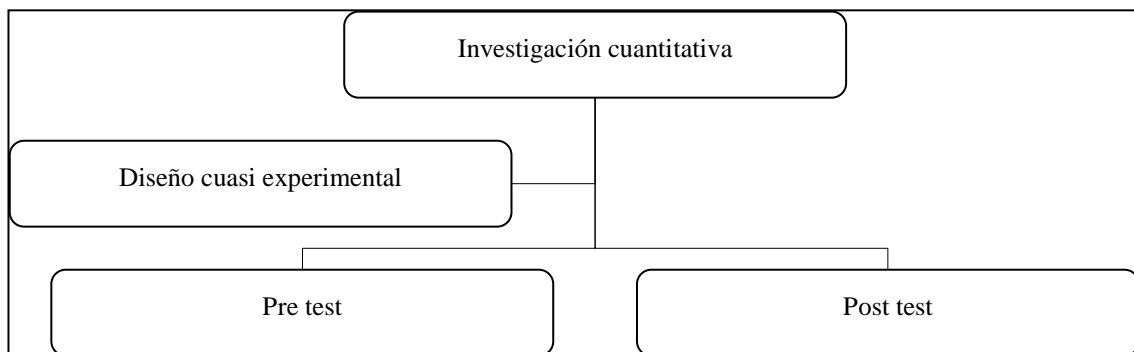 Investigación cuantitativa
Diseño cuasi experimental
Pre test
Post test